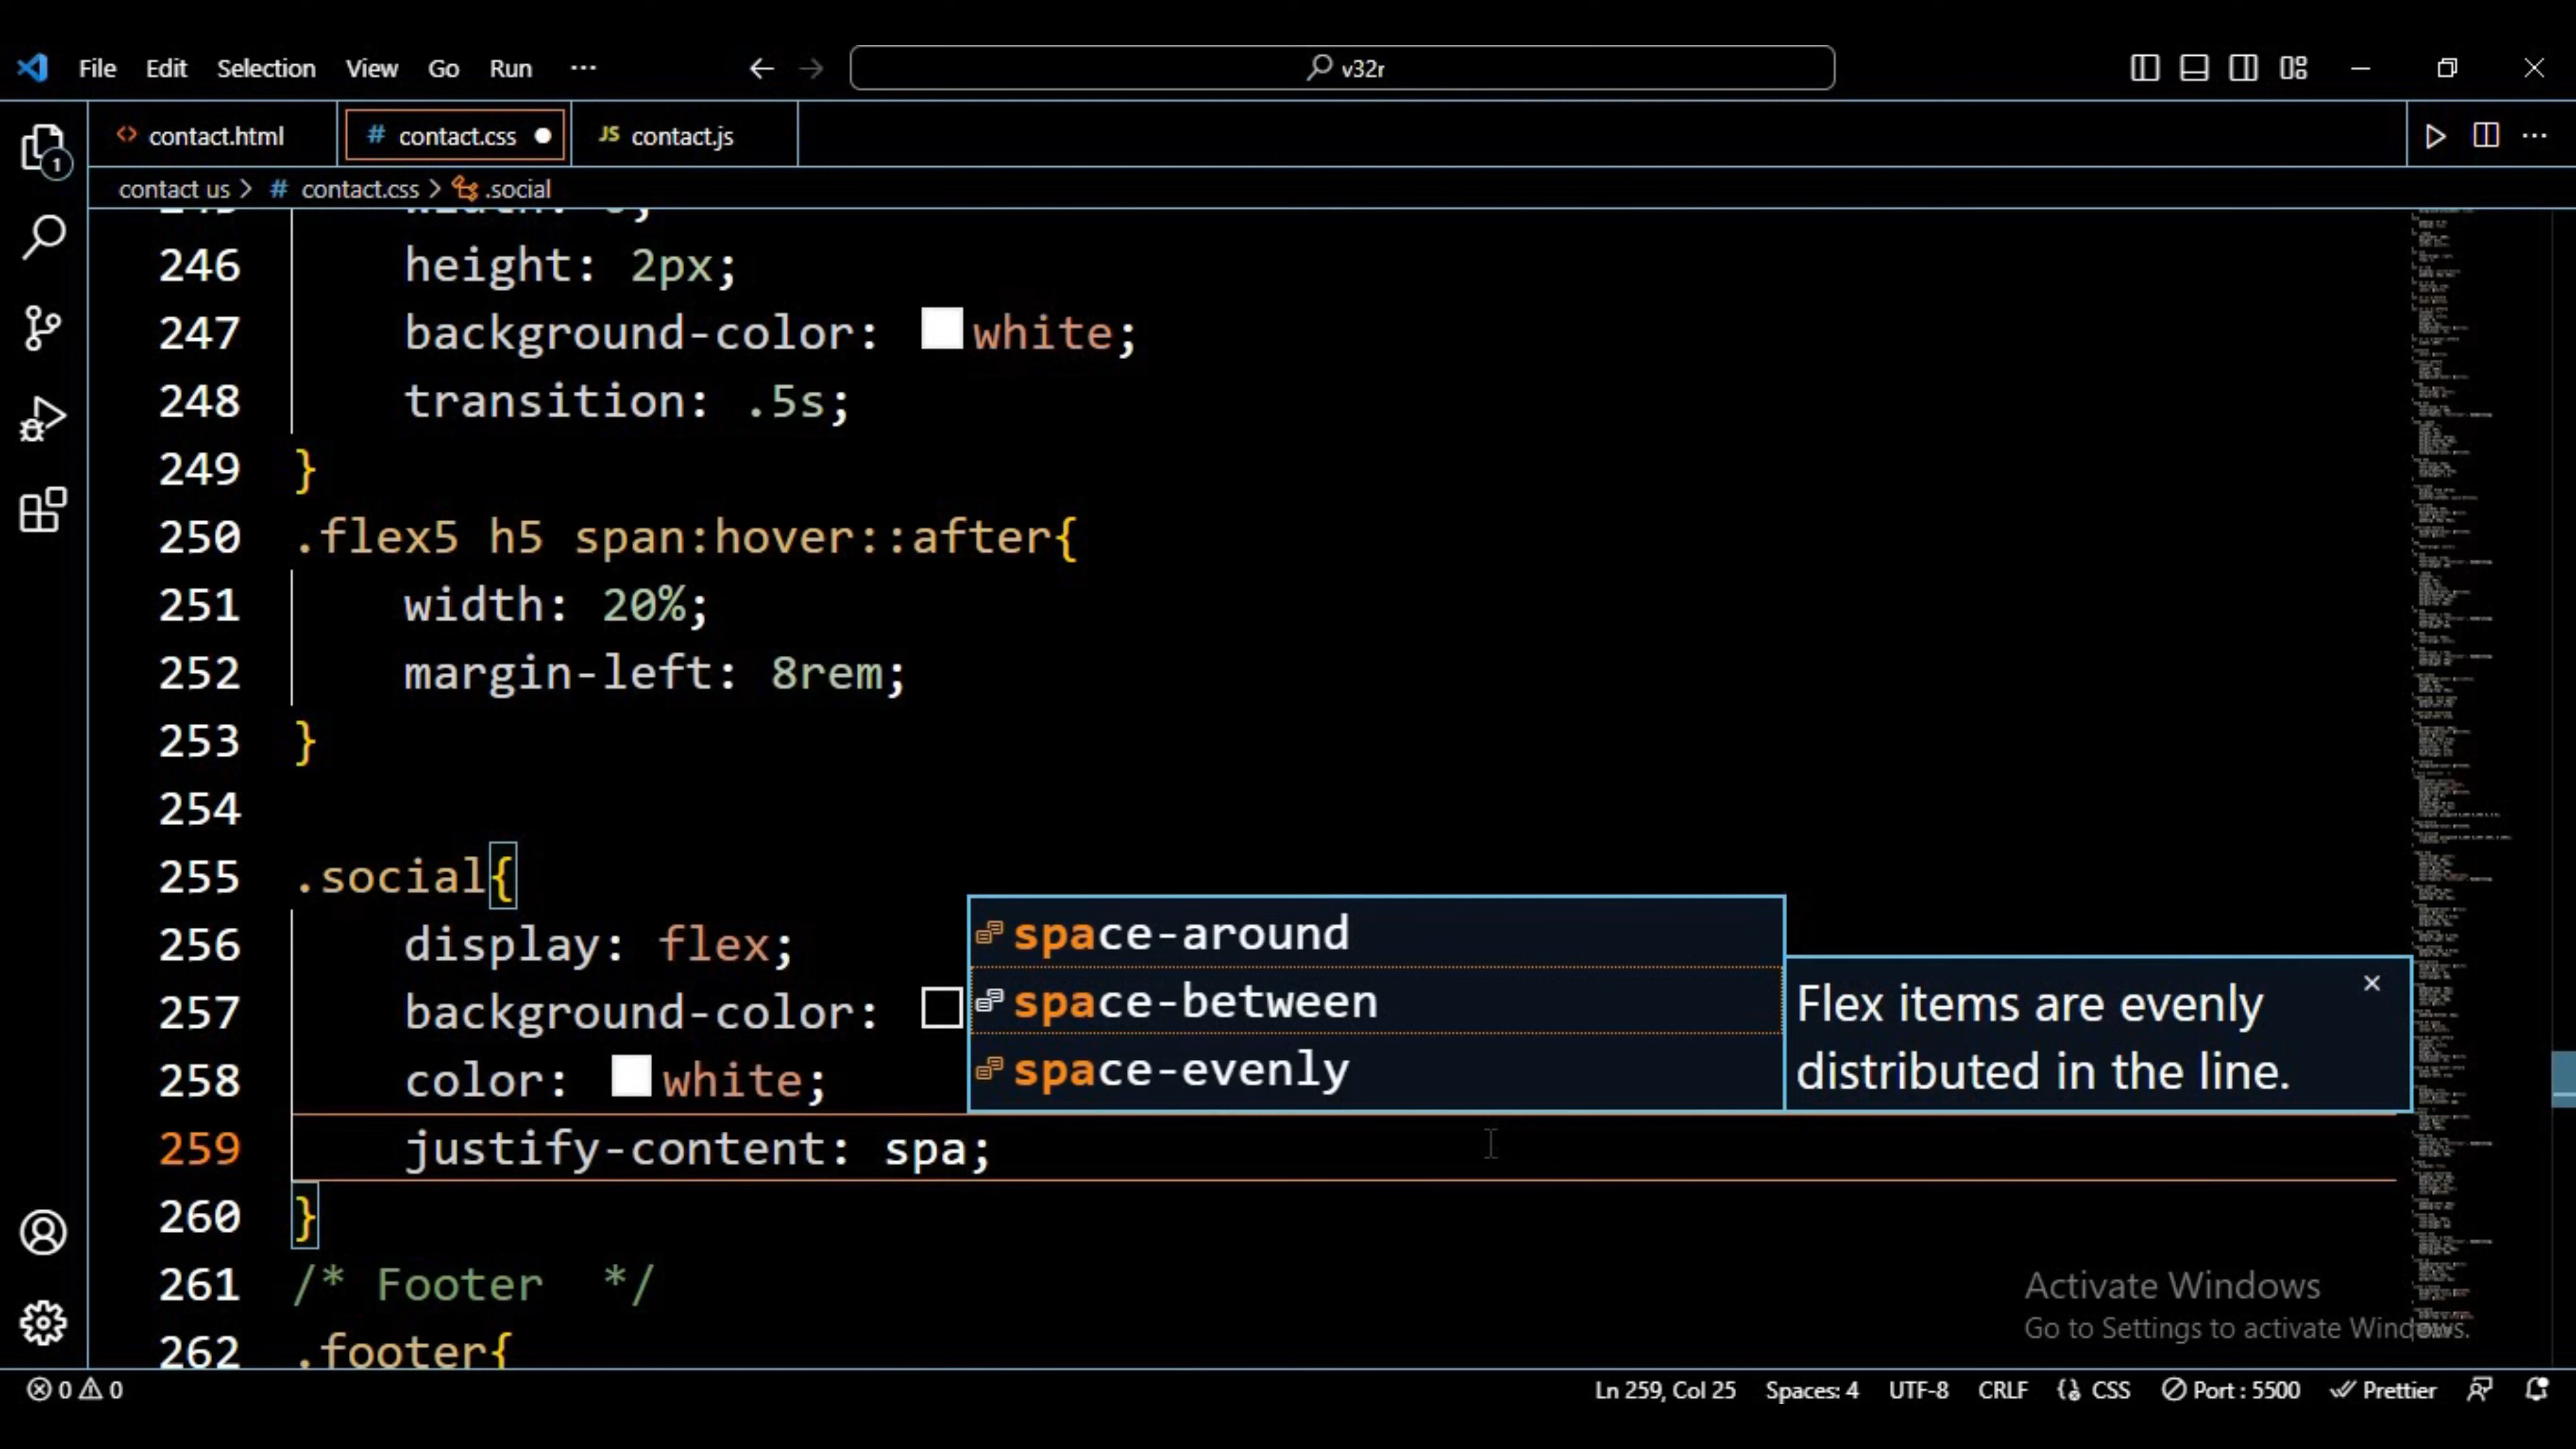 File Edit Selection View Go Run ···
v32r
contact.html
# contact.css
JS contact.js
1
contact us > # contact.css > .social
246 height: 2px;
247 background-color: white;
248 transition: .5s;
249 }
250 .flex5 h5 span:hover::after{
251 width: 20%;
252 margin-left: 8rem;
253 }
254
255 .social{
256 display: flex;
257 background-color:
258 color: white;
259 justify-content: spa;
260 }
261 /* Footer */
262 .footer{
space-around
space-between
space-evenly
Flex items are evenly
distributed in the line.
Activate Windows
Go to Settings to activate Windows.
0 0 Ln 259, Col 25 Spaces: 4 UTF-8 CRLF CSS Port : 5500 Prettier